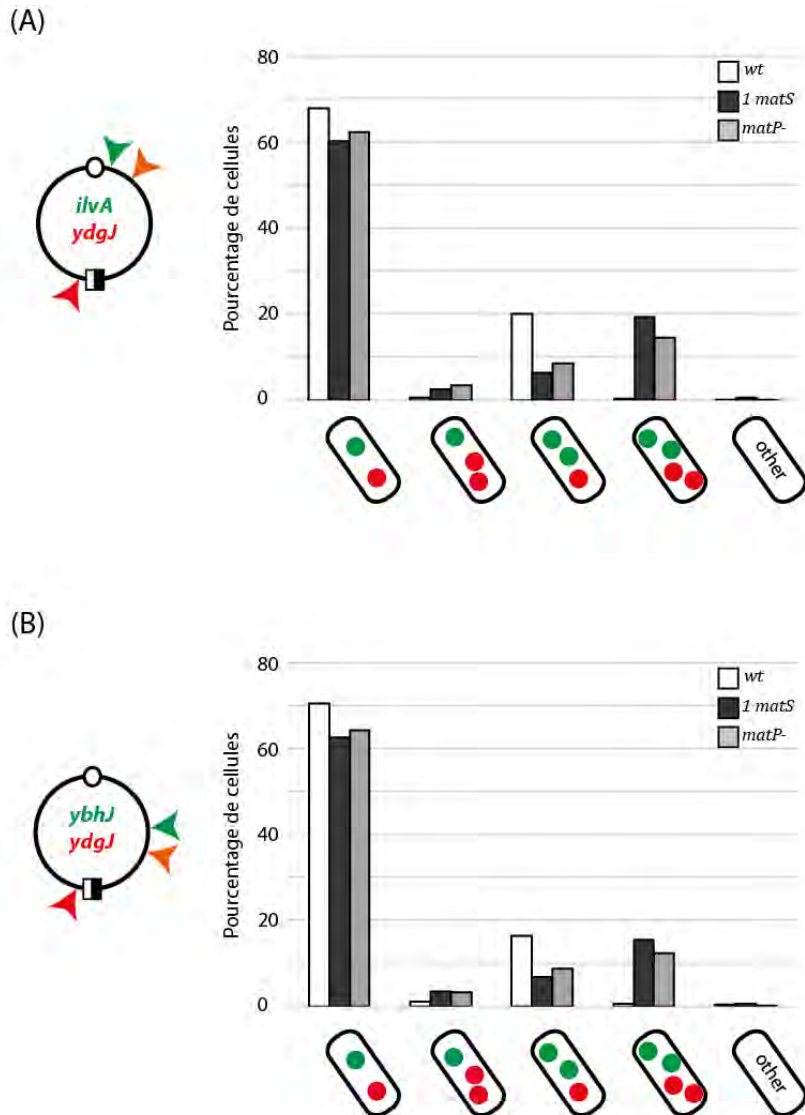 (A)
80
60
40
20
0
Pourcentage de cellules
wt
1 matS
matP-
ilvA
ydgJ
other
(B)
80
60
40
20
0
Pourcentage de cellules
wt
1 matS
matP-
ybhJ
ydgJ
other